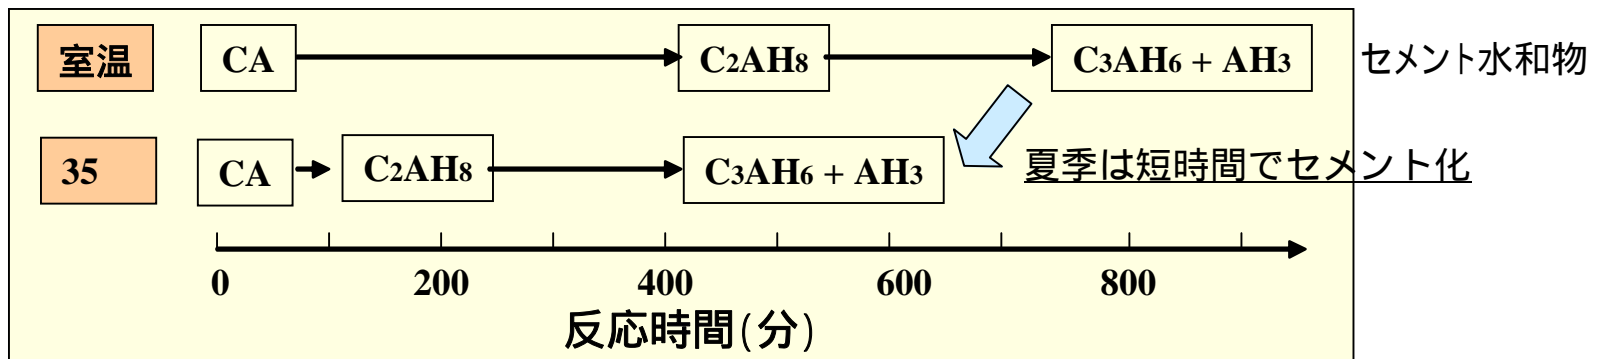 室温 CA C2AH8 C3AH6 + AH3 セメント水和物
35 CA C2AH8 C3AH6 + AH3 夏季は短時間でセメント化
0 200 400 600 800
反応時間(分)